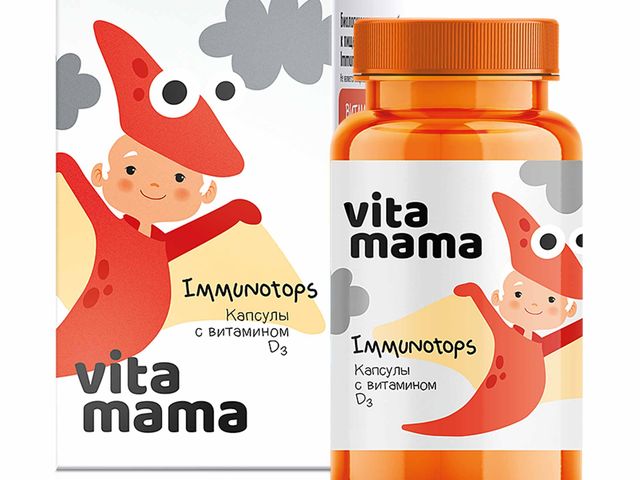 vita
mama
Immunotops
Капсулы
с витамином
D3
vita
mama
Immunotops
Капсулы
с витамином
D3